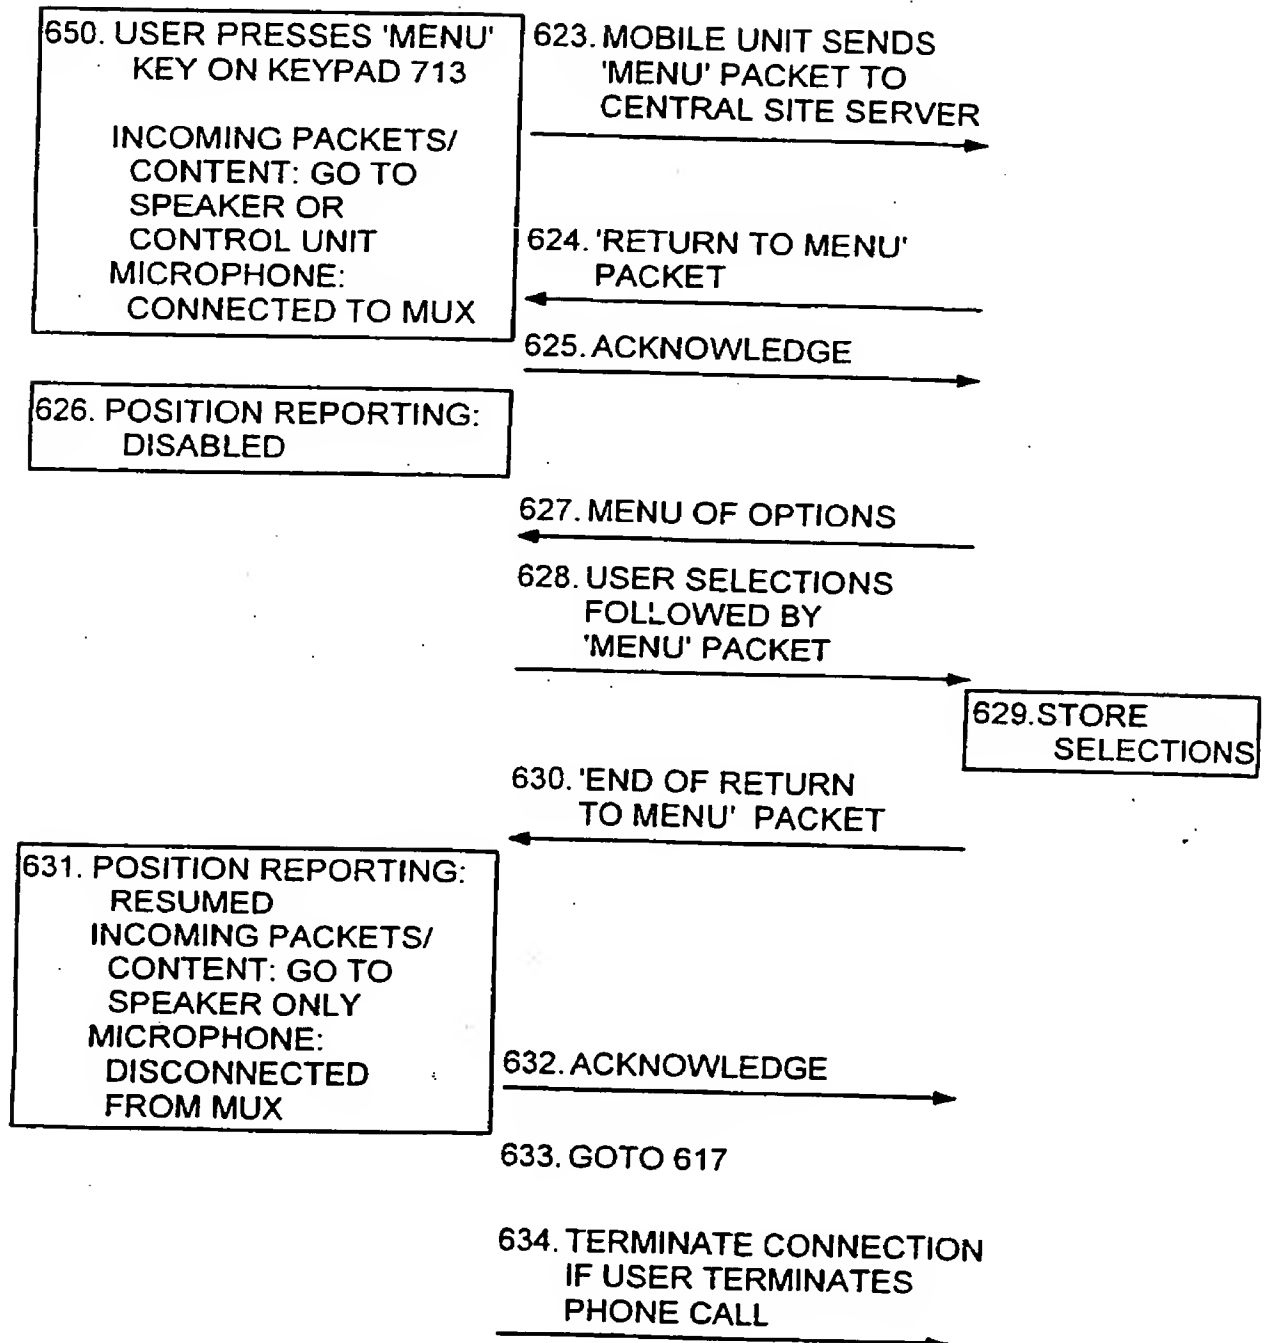 650. USER PRESSES 'MENU'
KEY ON KEYPAD 713
INCOMING PACKETS/
CONTENT: GO TO
SPEAKER OR
CONTROL UNIT
MICROPHONE:
CONNECTED TO MUX
623. MOBILE UNIT SENDS
'MENU' PACKET TO
CENTRAL SITE SERVER
624. 'RETURN TO MENU'
PACKET
625. ACKNOWLEDGE
626. POSITION REPORTING:
DISABLED
627. MENU OF OPTIONS
628. USER SELECTIONS
FOLLOWED BY
'MENU' PACKET
629. STORE
SELECTIONS
630. 'END OF RETURN
TO MENU' PACKET
631. POSITION REPORTING:
RESUMED
INCOMING PACKETS/
CONTENT: GO TO
SPEAKER ONLY
MICROPHONE:
DISCONNECTED
FROM MUX
632. ACKNOWLEDGE
633. GOTO 617
634. TERMINATE CONNECTION
IF USER TERMINATES
PHONE CALL